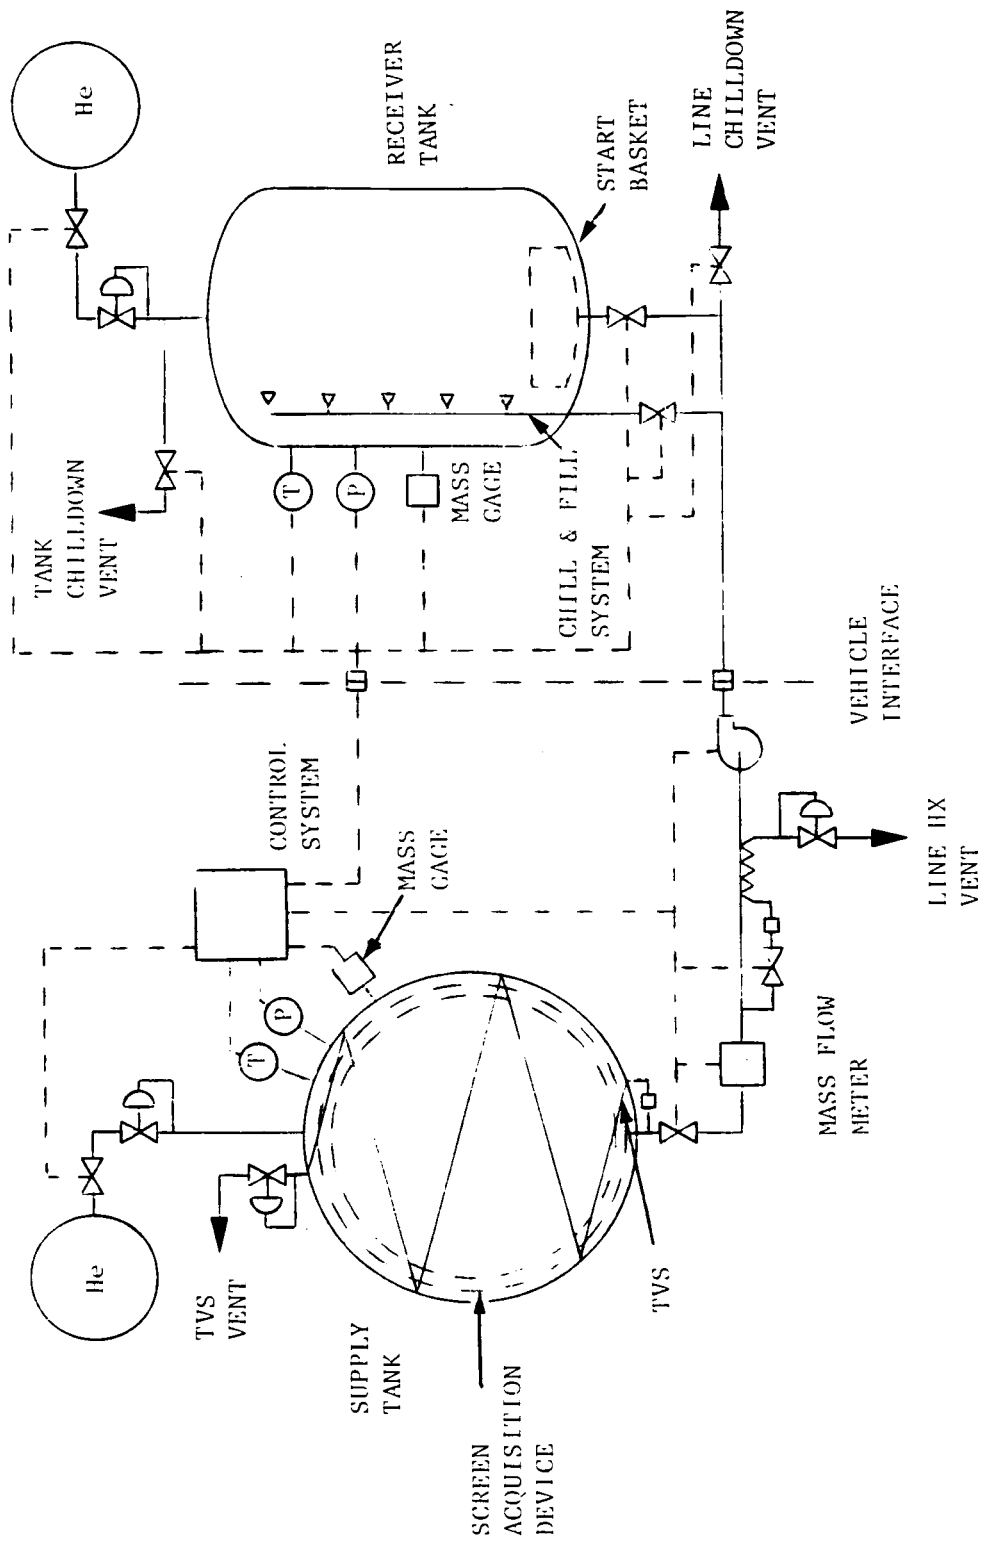 He
RECEIVER
TANK
START
BASKET
LINE
CHILLDOWN
VENT
TANK
CHILLDOWN
VENT
T
P
MASS
GAGE
CHILL & FILL
SYSTEM
VEHICLE
INTERFACE
CONTROL
SYSTEM
MASS
GAGE
LINE HX
VENT
T
P
MASS FLOW
METER
He
TVS
VENT
SUPPLY
TANK
TVS
SCREEN
ACQUISITION
DEVICE